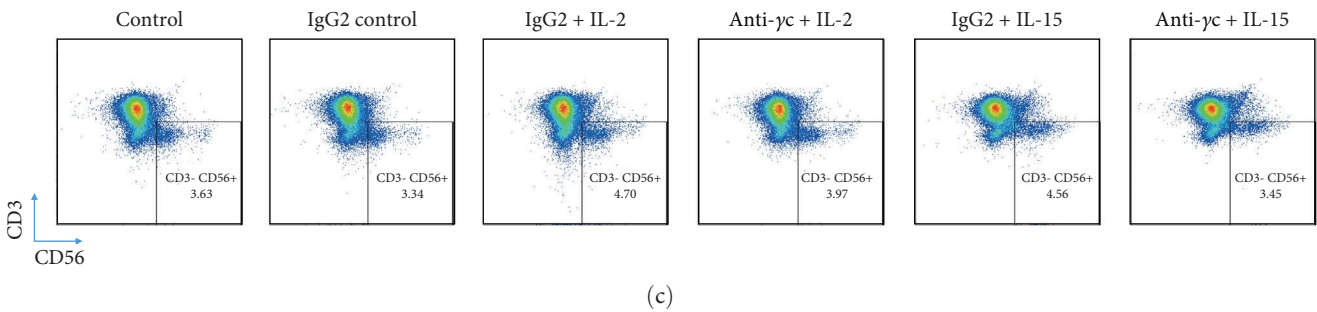 Control
IgG2 control
IgG2 + IL-2
Anti-γc + IL-2
IgG2 + IL-15
Anti-γc + IL-15
CD3- CD56+
3.63
CD3- CD56+
3.34
CD3- CD56+
4.70
CD3- CD56+
3.97
CD3- CD56+
4.56
CD3- CD56+
3.45
CD3
CD56
(c)